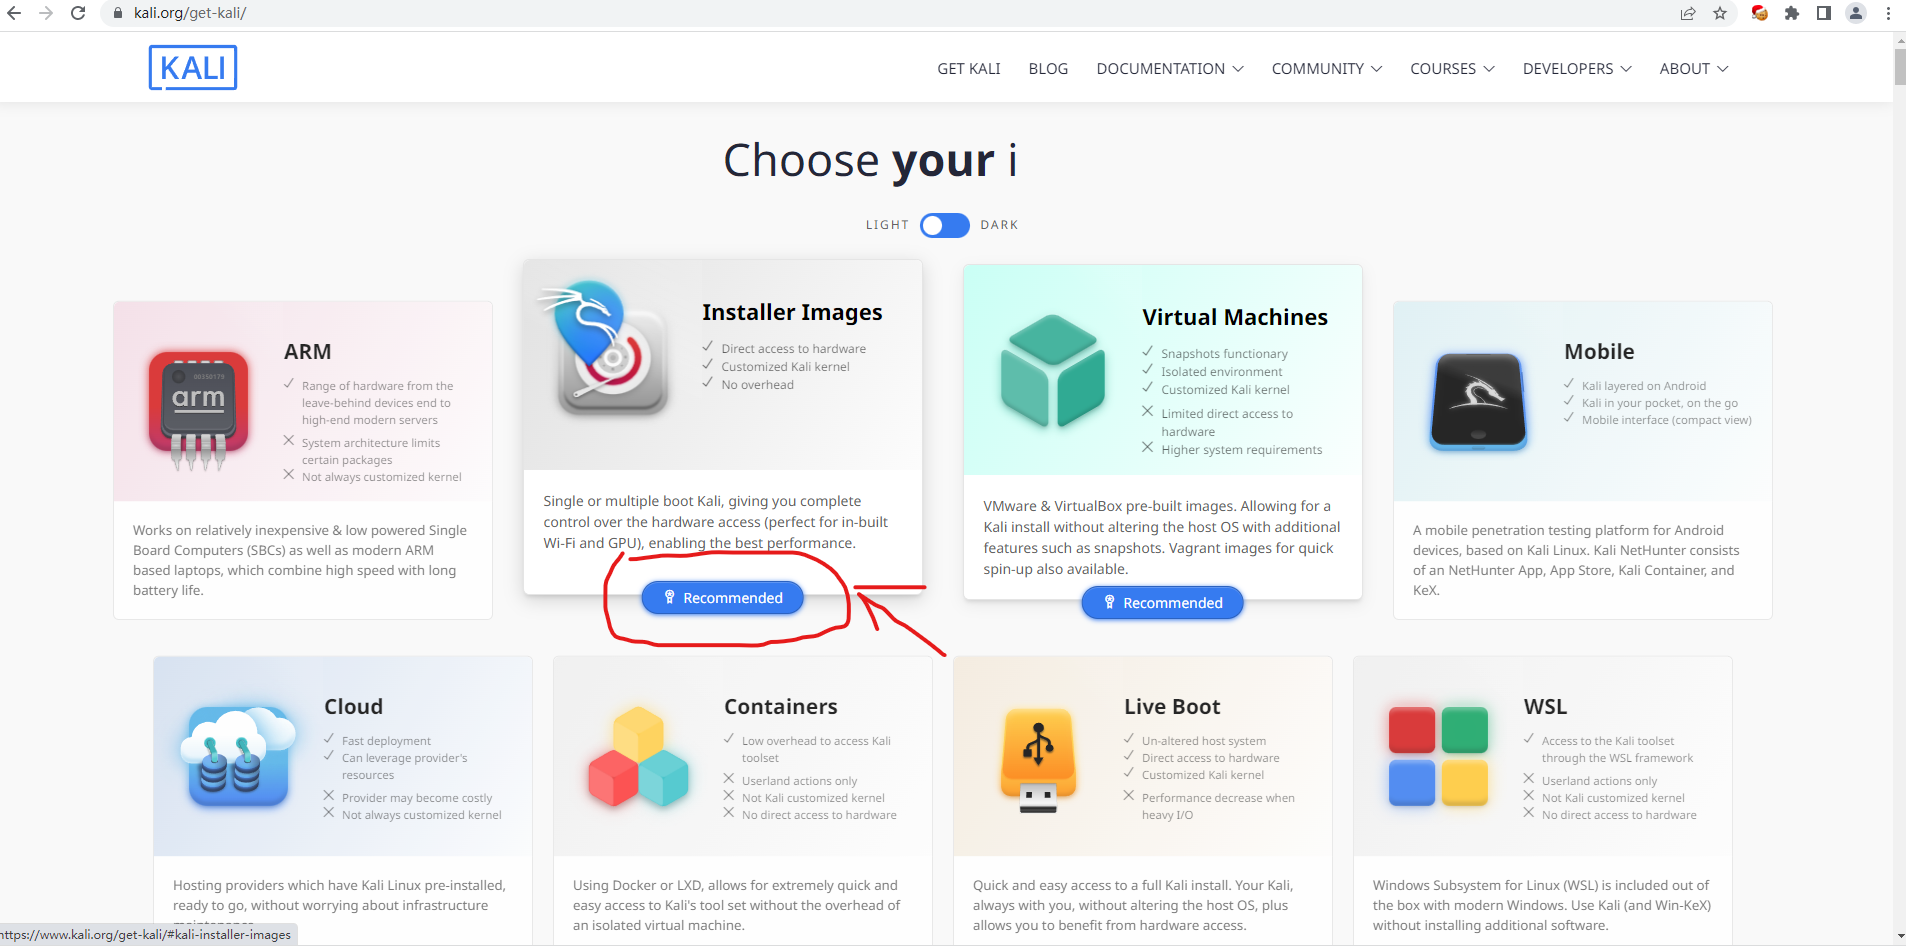 kali.org/get-kali/
KALI
GET KALI
BLOG
DOCUMENTATION
COMMUNITY
COURSES
DEVELOPERS
ABOUT
Choose your i
LIGHT
DARK
ARM
Range of hardware from the
leave-behind devices end to
high-end modern servers
System architecture limits
certain packages
Not always customized kernel
00350170
arm
Works on relatively inexpensive & low powered Single
Board Computers (SBCs) as well as modern ARM
based laptops, which combine high speed with long
battery life.
Installer Images
Direct access to hardware
Customized Kali kernel
No overhead
Single or multiple boot Kali, giving you complete
control over the hardware access (perfect for in-built
Wi-Fi and GPU), enabling the best performance.
Recommended
Virtual Machines
Snapshots functionary
Isolated environment
Customized Kali kernel
Limited direct access to
hardware
Higher system requirements
VMware & VirtualBox pre-built images. Allowing for a
Kali install without altering the host OS with additional
features such as snapshots. Vagrant images for quick
spin-up also available.
Recommended
Mobile
Kali layered on Android
Kali in your pocket, on the go
Mobile interface (compact view)
A mobile penetration testing platform for Android
devices, based on Kali Linux. Kali NetHunter consists
of an NetHunter App, App Store, Kali Container, and
KeX.
Cloud
Fast deployment
Can leverage provider's
resources
Provider may become costly
Not always customized kernel
Hosting providers which have Kali Linux pre-installed,
ready to go, without worrying about infrastructure
Containers
Low overhead to access Kali
toolset
Userland actions only
Not Kali customized kernel
No direct access to hardware
Using Docker or LXD, allows for extremely quick and
easy access to Kali's tool set without the overhead of
an isolated virtual machine.
Live Boot
Un-altered host system
Direct access to hardware
Customized Kali kernel
Performance decrease when
heavy I/O
Quick and easy access to a full Kali install. Your Kali,
always with you, without altering the host OS, plus
allows you to benefit from hardware access.
WSL
Access to the Kali toolset
through the WSL framework
Userland actions only
Not Kali customized kernel
No direct access to hardware
Windows Subsystem for Linux (WSL) is included out of
the box with modern Windows. Use Kali (and Win-KeX)
without installing additional software.
https://www.kali.org/get-kali/#kali-installer-images